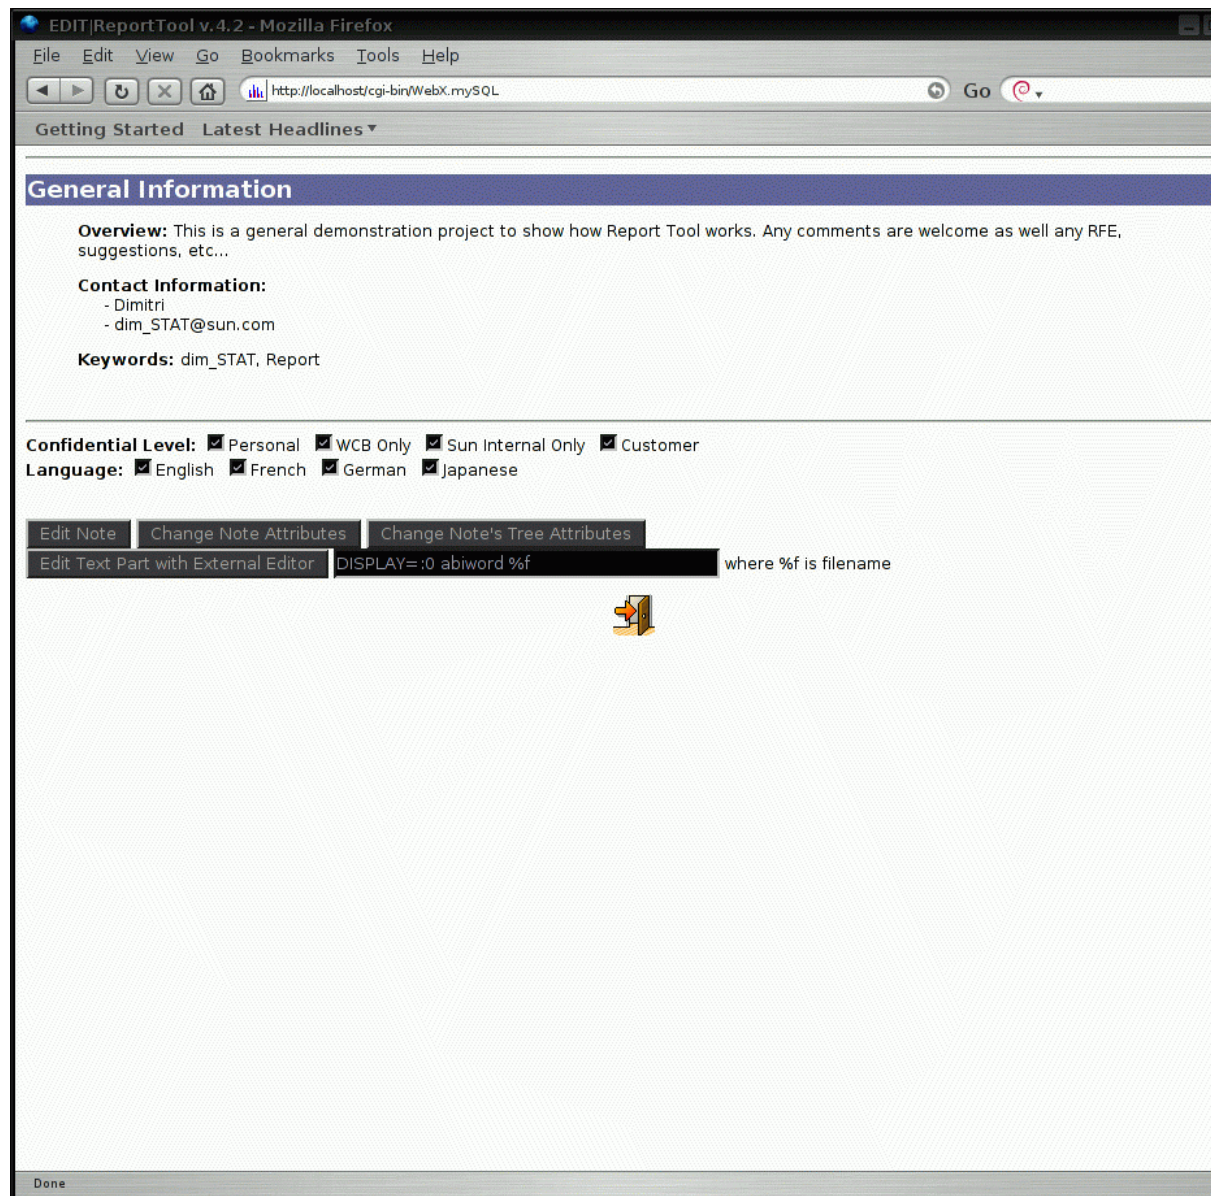 EDIT|ReportTool v.4.2 - Mozilla Firefox
File Edit View Go Bookmarks Tools Help
http://localhost/cgi-bin/WebX.mySQL Go
Getting Started Latest Headlines
General Information
Overview: This is a general demonstration project to show how Report Tool works. Any comments are welcome as well any RFE,
suggestions, etc...
Contact Information:
- Dimitri
- dim_STAT@sun.com
Keywords: dim_STAT, Report
Confidential Level: Personal WCB Only Sun Internal Only Customer
Language: English French German Japanese
Edit Note Change Note Attributes Change Note's Tree Attributes
Edit Text Part with External Editor DISPLAY=:0 abiword %f where %f is filename
Done